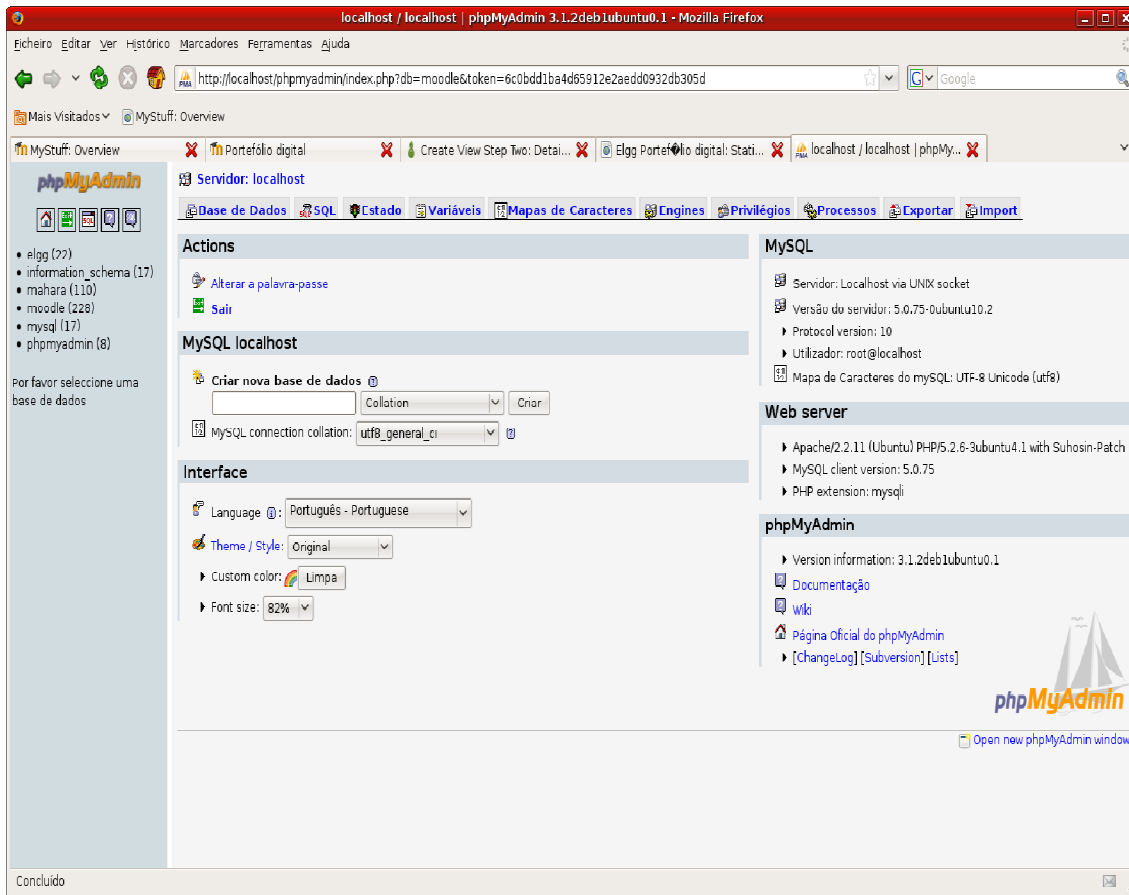 localhost / localhost | phpMyAdmin 3.1.2deb1ubuntu0.1 - Mozilla Firefox
Ficheiro Editar Ver Histórico Marcadores Ferramentas Ajuda
http://localhost/phpmyadmin/index.php?db=moodle&token=6c0bdd1ba4d65912e2aedd0932db305d
Google
Mais Visitados
MyStuff: Overview
MyStuff: Overview
Portefólio digital
Create View Step Two: Detai...
Elgg Portef�lio digital: Stati...
localhost / localhost | phpMy...
phpMyAdmin
elgg (22)
information_schema (17)
mahara (110)
moodle (228)
mysql (17)
phpmyadmin (8)
Por favor seleccione uma
base de dados
Servidor: localhost
Base de Dados SQL Estado Variáveis Mapas de Caracteres Engines Privilégios Processos Exportar Import
Actions
Alterar a palavra-passe
Sair
MySQL localhost
Criar nova base de dados
Collation
Criar
MySQL connection collation: utf8_general_ci
Interface
Language : Português - Portuguese
Theme / Style: Original
Custom color: Limpa
Font size: 82%
MySQL
Servidor: Localhost via UNIX socket
Versão do servidor: 5.0.75-0ubuntu10.2
Protocol version: 10
Utilizador: root@localhost
Mapa de Caracteres do mySQL: UTF-8 Unicode (utf8)
Web server
Apache/2.2.11 (Ubuntu) PHP/5.2.6-3ubuntu4.1 with Suhosin-Patch
MySQL client version: 5.0.75
PHP extension: mysqli
phpMyAdmin
Version information: 3.1.2deb1ubuntu0.1
Documentação
Wiki
Página Oficial do phpMyAdmin
[ChangeLog] [Subversion] [Lists]
phpMyAdmin
Open new phpMyAdmin window
Concluído